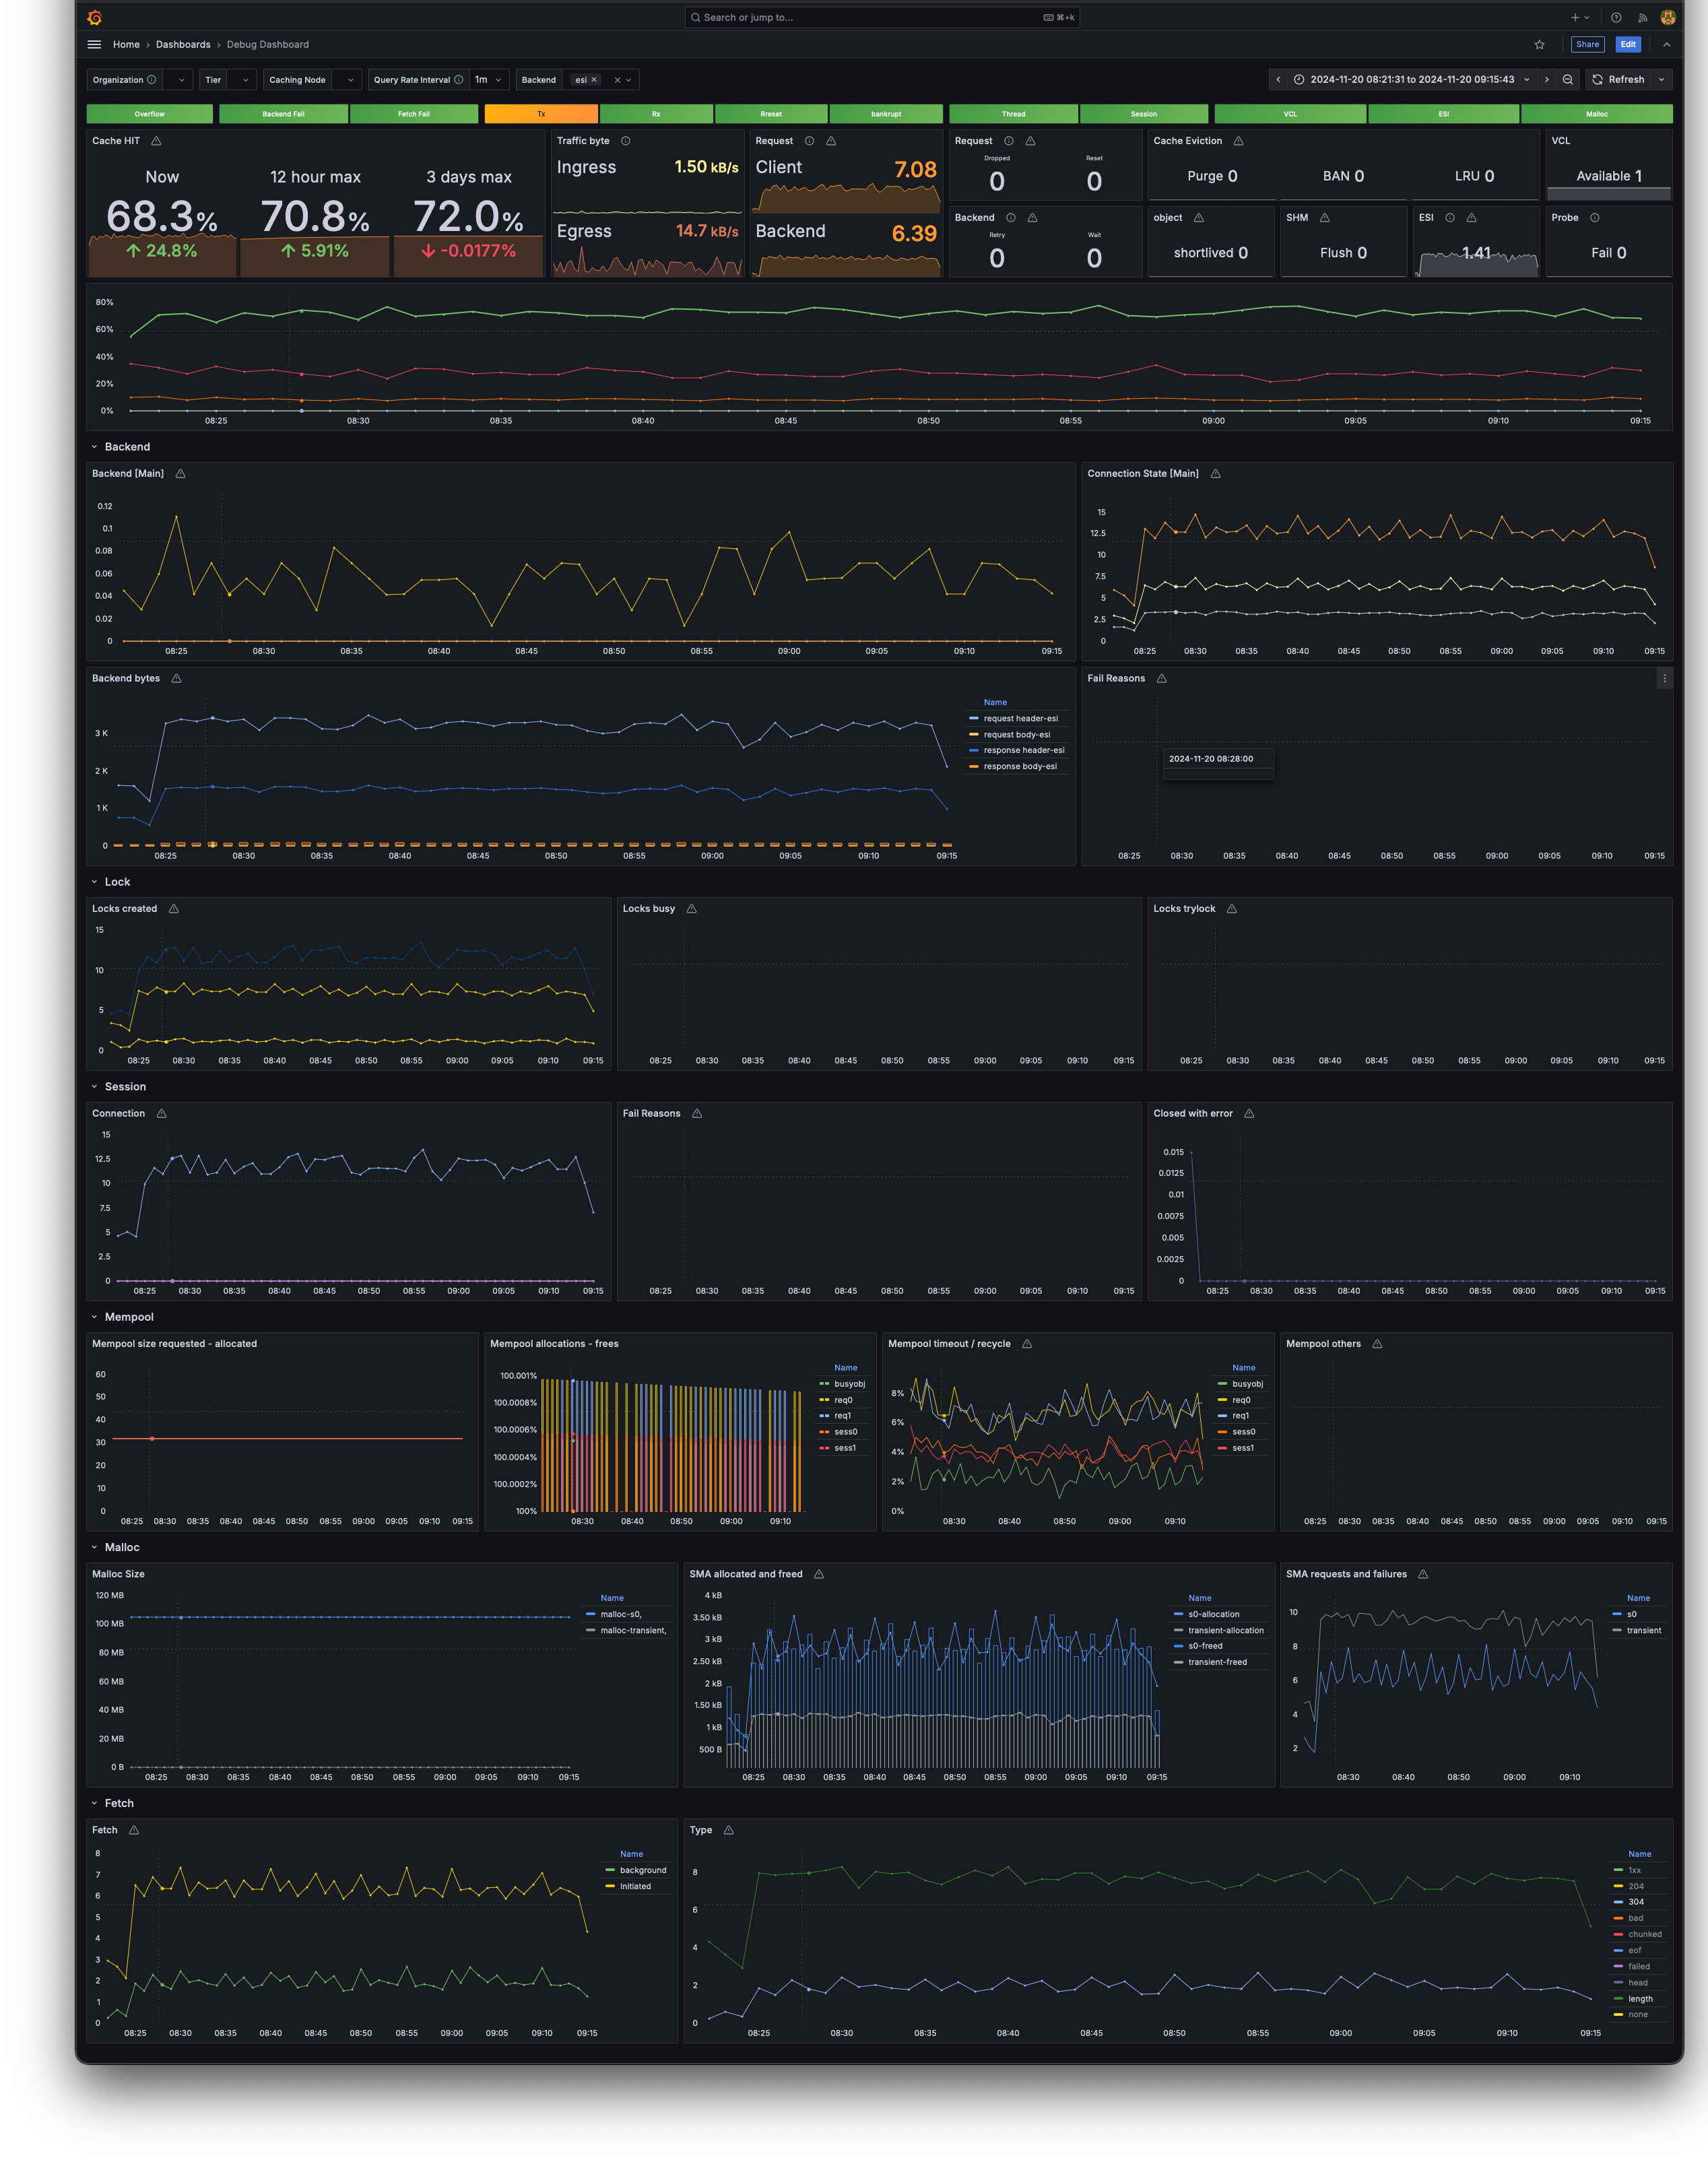 Search or jump to... ⌘+k
Home › Dashboards › Debug Dashboard Share Edit
Organization Tier Caching Node Query Rate Interval 1m Backend esi × 2024-11-20 08:21:31 to 2024-11-20 09:15:43 Refresh
Overflow Backend Fail Fetch Fail Tx Rx Rreset bankrupt Thread Session VCL ESI Malloc
Cache HIT
Now 12 hour max 3 days max
68.3% 70.8% 72.0%
24.8% 5.91% -0.0177%
Traffic byte
Ingress 1.50 kB/s
Egress 14.7 kB/s
Request
Client 7.08
Backend 6.39
Request
Dropped Reset
0 0
Backend
Retry Wait
0 0
Cache Eviction
Purge 0 BAN 0 LRU 0
VCL
Available 1
object
shortlived 0
SHM
Flush 0
ESI
1.41
Probe
Fail 0
80%
60%
40%
20%
0%
08:25 08:30 08:35 08:40 08:45 08:50 08:55 09:00 09:05 09:10 09:15
Backend
Backend [Main]
0.12
0.1
0.08
0.06
0.04
0.02
0
08:25 08:30 08:35 08:40 08:45 08:50 08:55 09:00 09:05 09:10 09:15
Connection State [Main]
15
12.5
10
7.5
5
2.5
0
08:25 08:30 08:35 08:40 08:45 08:50 08:55 09:00 09:05 09:10 09:15
Backend bytes
3 K
2 K
1 K
0
08:25 08:30 08:35 08:40 08:45 08:50 08:55 09:00 09:05 09:10 09:15
Name
request header-esi
request body-esi
response header-esi
response body-esi
Fail Reasons
2024-11-20 08:28:00
08:25 08:30 08:35 08:40 08:45 08:50 08:55 09:00 09:05 09:10 09:15
Lock
Locks created
15
10
5
0
08:25 08:30 08:35 08:40 08:45 08:50 08:55 09:00 09:05 09:10 09:15
Locks busy
08:25 08:30 08:35 08:40 08:45 08:50 08:55 09:00 09:05 09:10 09:15
Locks trylock
08:25 08:30 08:35 08:40 08:45 08:50 08:55 09:00 09:05 09:10 09:15
Session
Connection
15
12.5
10
7.5
5
2.5
0
08:25 08:30 08:35 08:40 08:45 08:50 08:55 09:00 09:05 09:10 09:15
Fail Reasons
08:25 08:30 08:35 08:40 08:45 08:50 08:55 09:00 09:05 09:10 09:15
Closed with error
0.015
0.0125
0.01
0.0075
0.005
0.0025
0
08:25 08:30 08:35 08:40 08:45 08:50 08:55 09:00 09:05 09:10 09:15
Mempool
Mempool size requested - allocated
60
50
40
30
20
10
0
08:25 08:30 08:35 08:40 08:45 08:50 08:55 09:00 09:05 09:10 09:15
Mempool allocations - frees
100.001%
100.0008%
100.0006%
100.0004%
100.0002%
100%
08:30 08:40 08:50 09:00 09:10
Name
busyobj
req0
req1
sess0
sess1
Mempool timeout / recycle
8%
6%
4%
2%
0%
08:30 08:40 08:50 09:00 09:10
Name
busyobj
req0
req1
sess0
sess1
Mempool others
08:25 08:30 08:35 08:40 08:45 08:50 08:55 09:00 09:05 09:10 09:15
Malloc
Malloc Size
120 MB
100 MB
80 MB
60 MB
40 MB
20 MB
0 B
08:25 08:30 08:35 08:40 08:45 08:50 08:55 09:00 09:05 09:10 09:15
Name
malloc-s0,
malloc-transient,
SMA allocated and freed
4 kB
3.50 kB
3 kB
2.50 kB
2 kB
1.50 kB
1 kB
500 B
08:25 08:30 08:35 08:40 08:45 08:50 08:55 09:00 09:05 09:10 09:15
Name
s0-allocation
transient-allocation
s0-freed
transient-freed
SMA requests and failures
10
8
6
4
2
08:30 08:40 08:50 09:00 09:10
Name
s0
transient
Fetch
Fetch
8
7
6
5
4
3
2
1
0
08:25 08:30 08:35 08:40 08:45 08:50 08:55 09:00 09:05 09:10 09:15
Name
background
Initiated
Type
8
6
4
2
0
08:25 08:30 08:35 08:40 08:45 08:50 08:55 09:00 09:05 09:10 09:15
Name
1xx
204
304
bad
chunked
eof
failed
head
length
none